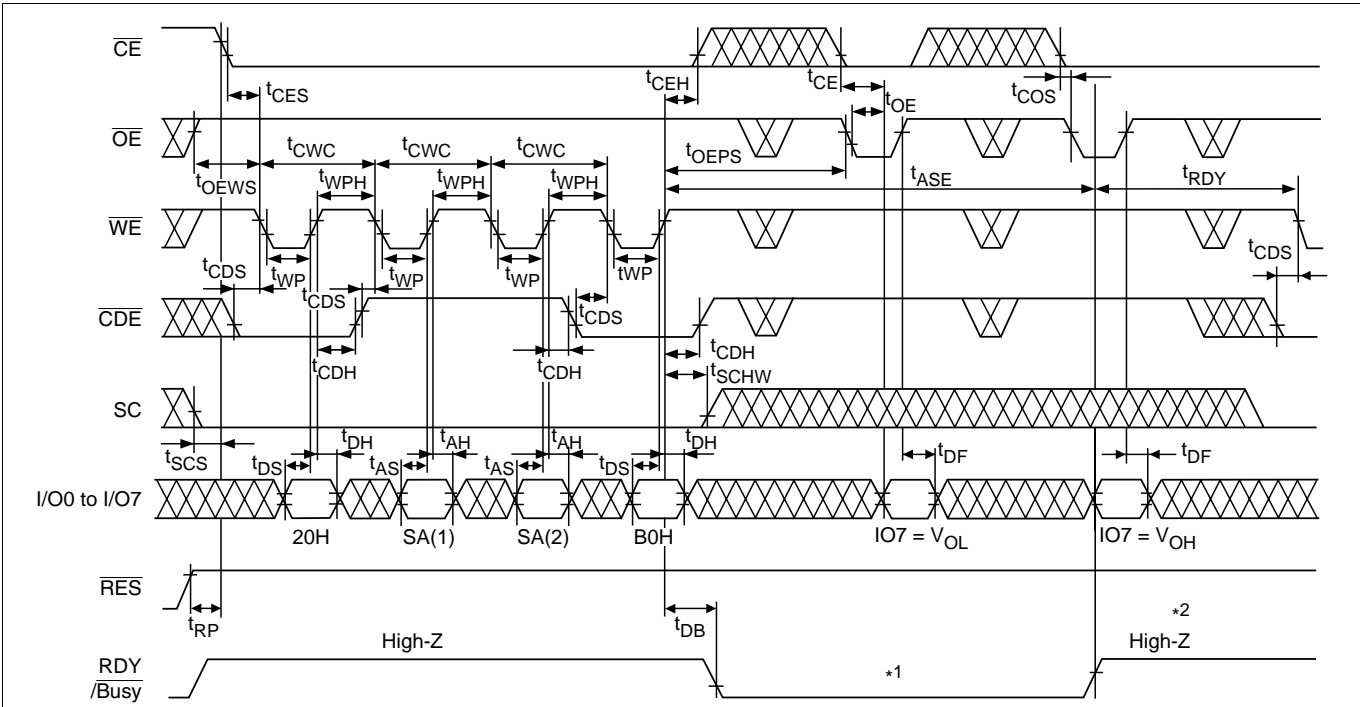 CE
tCEH
tCE
tCES
tOE
tCOS
OE
tCWC tCWC tCWC
tOEPS
tOEWS
tWPH tWPH tWPH
tASE
tRDY
WE
tCDS
tWP
tCDS
tWP
tWP
tWP
tCDS
tCDS
CDE
tCDH
tCDH
tCDH
tSCHW
SC
tSCS
tDS
tDH
tAS
tAH
tAS
tAH
tDS
tDH
tDF
tDF
I/O0 to I/O7
20H SA(1) SA(2) B0H IO7 = VOL IO7 = VOH
RES
tRP
tDB
*2
High-Z
High-Z
RDY
/Busy
*1